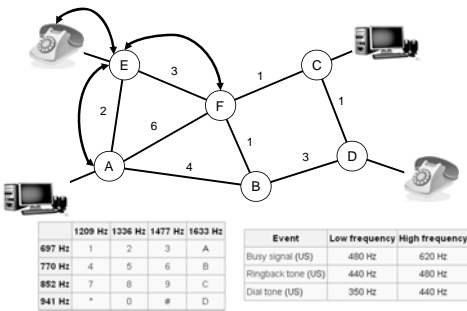 E
C
3
1
F
2
1
6
1
A
4
3
D
B
1209 Hz 1336 Hz 1477 Hz 1633 Hz
697 Hz 1 2 3 A
770 Hz 4 5 6 B
852 Hz 7 8 9 C
941 Hz * 0 # D
Event Low frequency High frequency
Busy signal (US) 480 Hz 620 Hz
Ringback tone (US) 440 Hz 480 Hz
Dial tone (US) 350 Hz 440 Hz